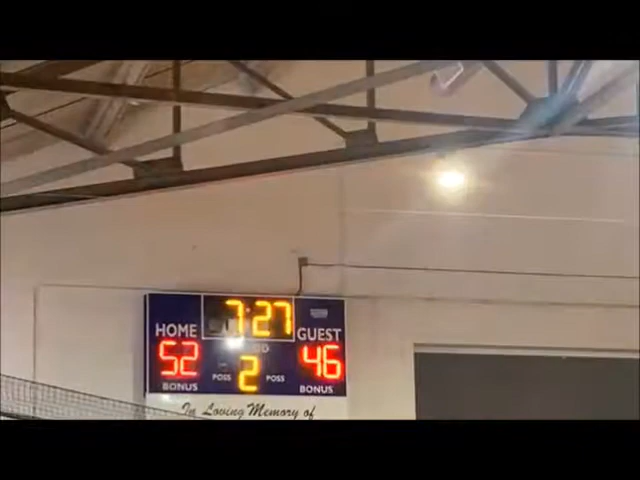 7:27
HOME GUEST
52 46
2
POSS POSS
BONUS BONUS
In Loving Memory of